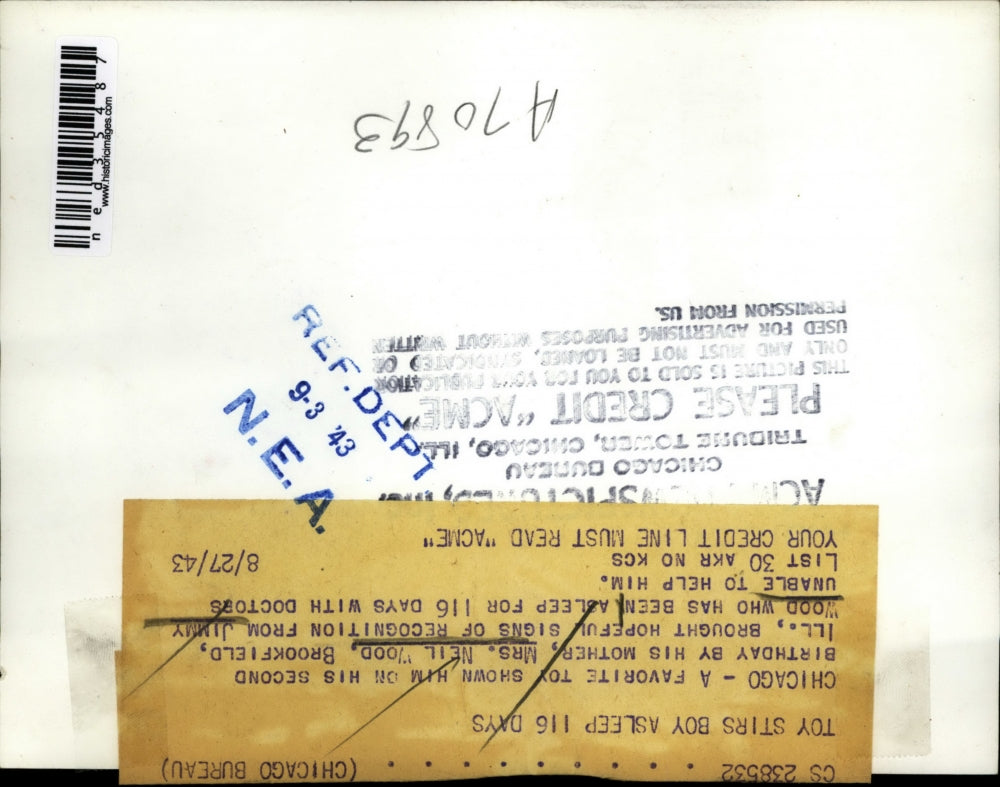 CS 238532 . . . . . . . . . (CHICAGO BUREAU)
TOY STIRS BOY ASLEEP 116 DAYS
CHICAGO - A FAVORITE TOY SHOWN HIM ON HIS SECOND
BIRTHDAY BY HIS MOTHER, MRS. NEIL WOOD, BROOKFIELD,
ILL., BROUGHT HOPEFUL SIGNS OF RECOGNITION FROM JIMMY
WOOD WHO HAS BEEN ASLEEP FOR 116 DAYS WITH DOCTORS
UNABLE TO HELP HIM.
LIST 30 AKR NO KCS 8/27/43
YOUR CREDIT LINE MUST READ "ACME"
ACME NEWSPICTURES, INC.
CHICAGO BUREAU
TRIBUNE TOWER, CHICAGO, ILL.
PLEASE CREDIT "ACME"
THIS PICTURE IS SOLD TO YOU FOR YOUR PUBLICATION
ONLY AND MUST NOT BE LOANED, SYNDICATED OR
USED FOR ADVERTISING PURPOSES WITHOUT WRITTEN
PERMISSION FROM US.
REF. DEPT
9-3 '43
N. E. A.
A70893
ned35487
www.historicimages.com